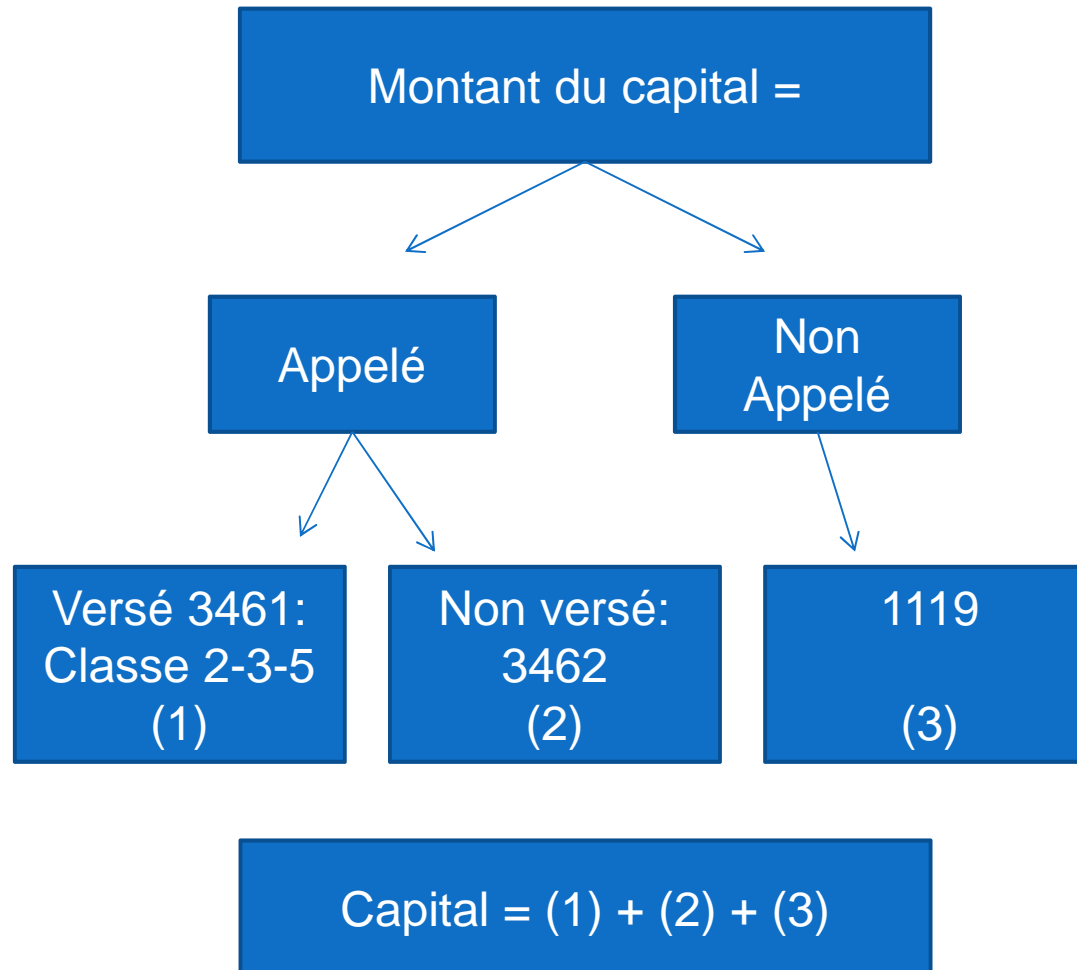 Montant du capital =
Appelé
Non
Appelé
Versé 3461:
Classe 2-3-5
(1)
Non versé:
3462
(2)
1119
(3)
Capital = (1) + (2) + (3)